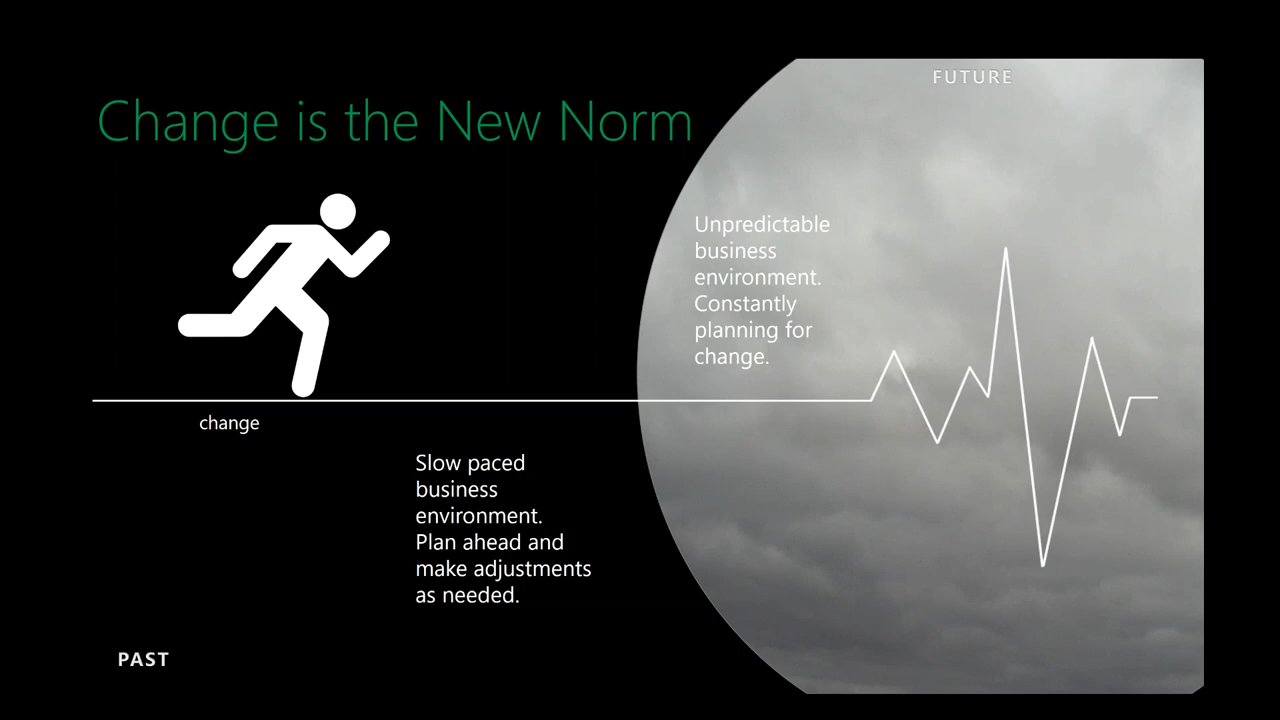 FUTURE
Change is the New Norm
Unpredictable
business
environment.
Constantly
planning for
change.
change
Slow paced
business
environment.
Plan ahead and
make adjustments
as needed.
PAST